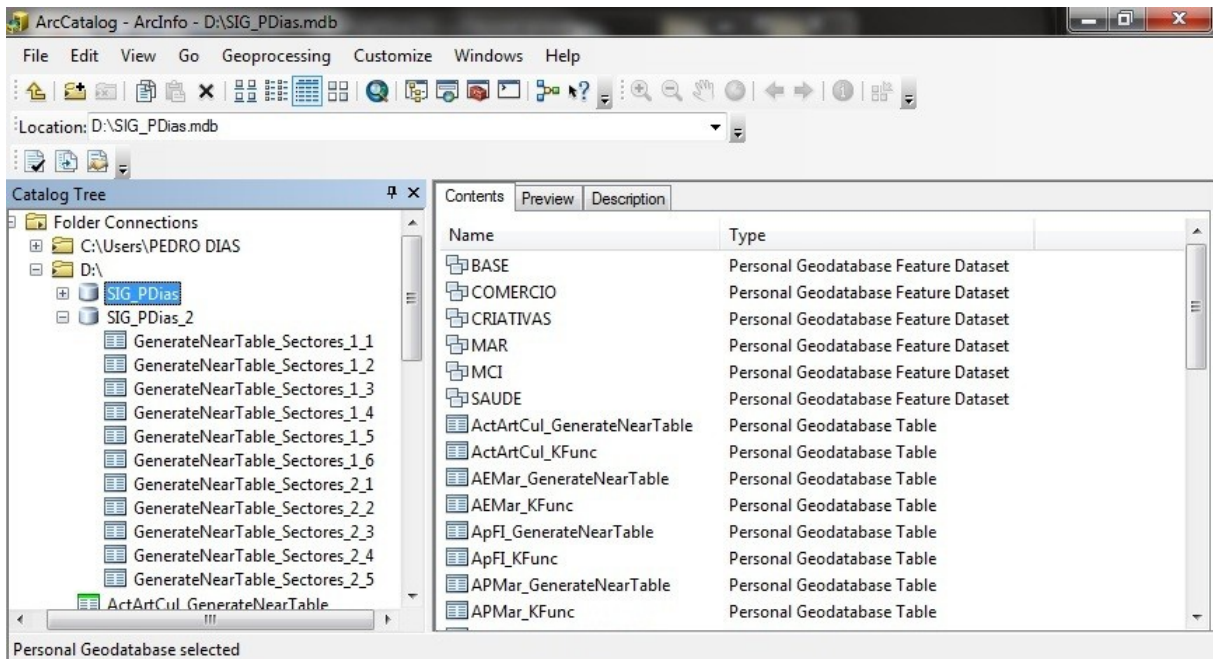 ArcCatalog - ArcInfo - D:\SIG_PDias.mdb
File Edit View Go Geoprocessing Customize Windows Help
Location: D:\SIG_PDias.mdb
Catalog Tree
Folder Connections
C:\Users\PEDRO DIAS
D:\
SIG_PDias
SIG_PDias_2
GenerateNearTable_Sectores_1_1
GenerateNearTable_Sectores_1_2
GenerateNearTable_Sectores_1_3
GenerateNearTable_Sectores_1_4
GenerateNearTable_Sectores_1_5
GenerateNearTable_Sectores_1_6
GenerateNearTable_Sectores_2_1
GenerateNearTable_Sectores_2_2
GenerateNearTable_Sectores_2_3
GenerateNearTable_Sectores_2_4
GenerateNearTable_Sectores_2_5
ActArtCul_GenerateNearTable
Contents Preview Description
Name Type
BASE Personal Geodatabase Feature Dataset
COMERCIO Personal Geodatabase Feature Dataset
CRIATIVAS Personal Geodatabase Feature Dataset
MAR Personal Geodatabase Feature Dataset
MCI Personal Geodatabase Feature Dataset
SAUDE Personal Geodatabase Feature Dataset
ActArtCul_GenerateNearTable Personal Geodatabase Table
ActArtCul_KFunc Personal Geodatabase Table
AEMar_GenerateNearTable Personal Geodatabase Table
AEMar_KFunc Personal Geodatabase Table
ApFI_GenerateNearTable Personal Geodatabase Table
ApFI_KFunc Personal Geodatabase Table
APMar_GenerateNearTable Personal Geodatabase Table
APMar_KFunc Personal Geodatabase Table
Personal Geodatabase selected